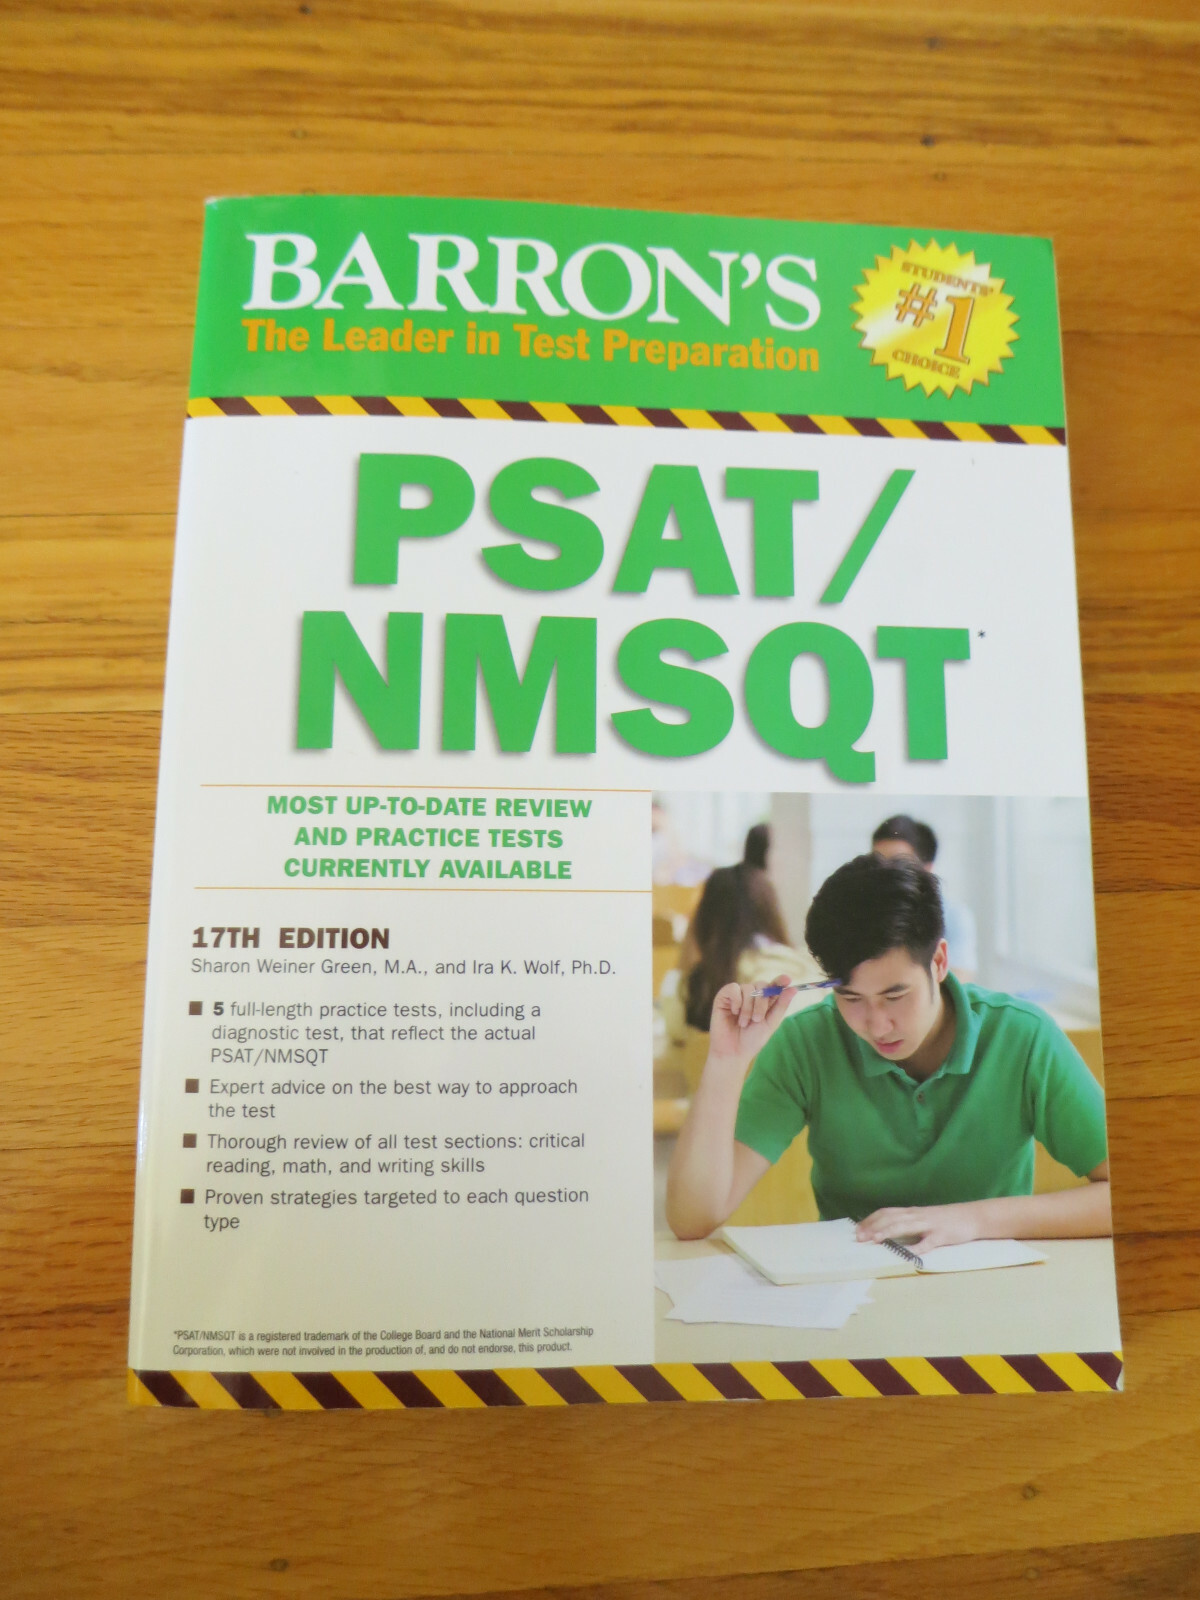 BARRON'S
The Leader in Test Preparation
STUDENTS'
#1
CHOICE
PSAT/
NMSQT*
MOST UP-TO-DATE REVIEW
AND PRACTICE TESTS
CURRENTLY AVAILABLE
17TH EDITION
Sharon Weiner Green, M.A., and Ira K. Wolf, Ph.D.
■ 5 full-length practice tests, including a
diagnostic test, that reflect the actual
PSAT/NMSQT
■ Expert advice on the best way to approach
the test
■ Thorough review of all test sections: critical
reading, math, and writing skills
■ Proven strategies targeted to each question
type
*PSAT/NMSQT is a registered trademark of the College Board and the National Merit Scholarship
Corporation, which were not involved in the production of, and do not endorse, this product.